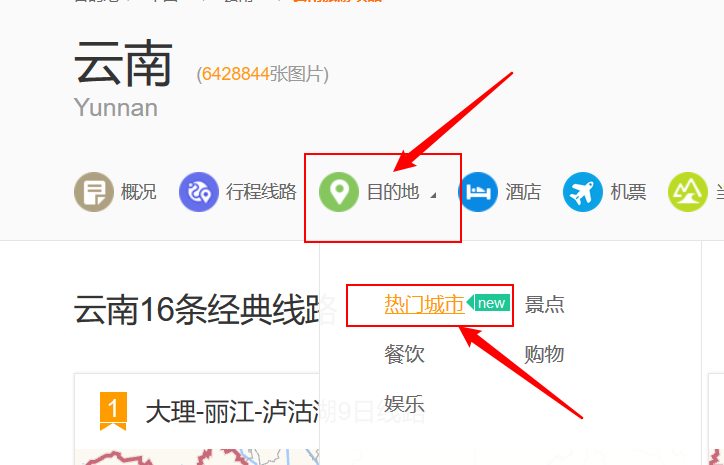 云南 (6428844张图片)
Yunnan
概况 行程线路 目的地 酒店 机票
云南16条经典线路 热门城市 new 景点
餐饮 购物
1 大理-丽江-泸沽湖9日线路 娱乐